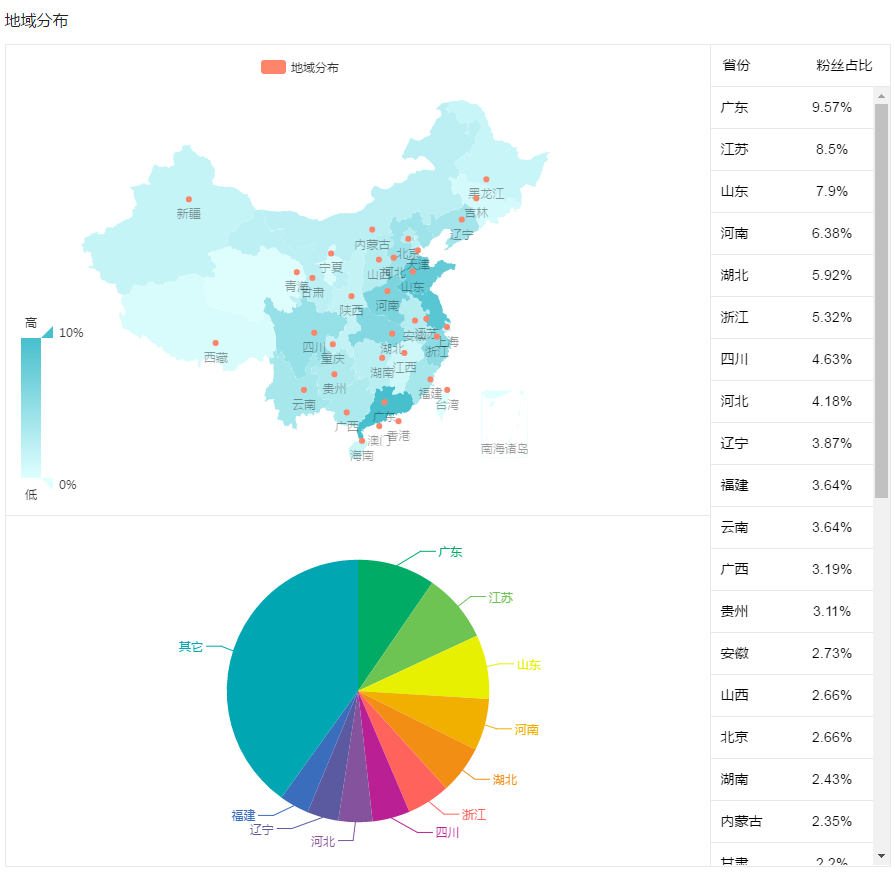 地域分布
地域分布
黑龙江
吉林
新疆
辽宁
内蒙古
北京
宁夏
天津
山西
河北
青海
甘肃
山东
陕西
河南
高
10%
安徽
江苏
上海
四川
湖北
浙江
西藏
重庆
湖南
江西
贵州
福建
云南
台湾
广东
广西
香港
澳门
南海诸岛
海南
0%
低
省份 粉丝占比
广东 9.57%
江苏 8.5%
山东 7.9%
河南 6.38%
湖北 5.92%
浙江 5.32%
四川 4.63%
河北 4.18%
辽宁 3.87%
福建 3.64%
云南 3.64%
广西 3.19%
贵州 3.11%
安徽 2.73%
山西 2.66%
北京 2.66%
湖南 2.43%
内蒙古 2.35%
甘肃 2.2%
广东
江苏
其它
山东
河南
湖北
浙江
福建
辽宁
四川
河北